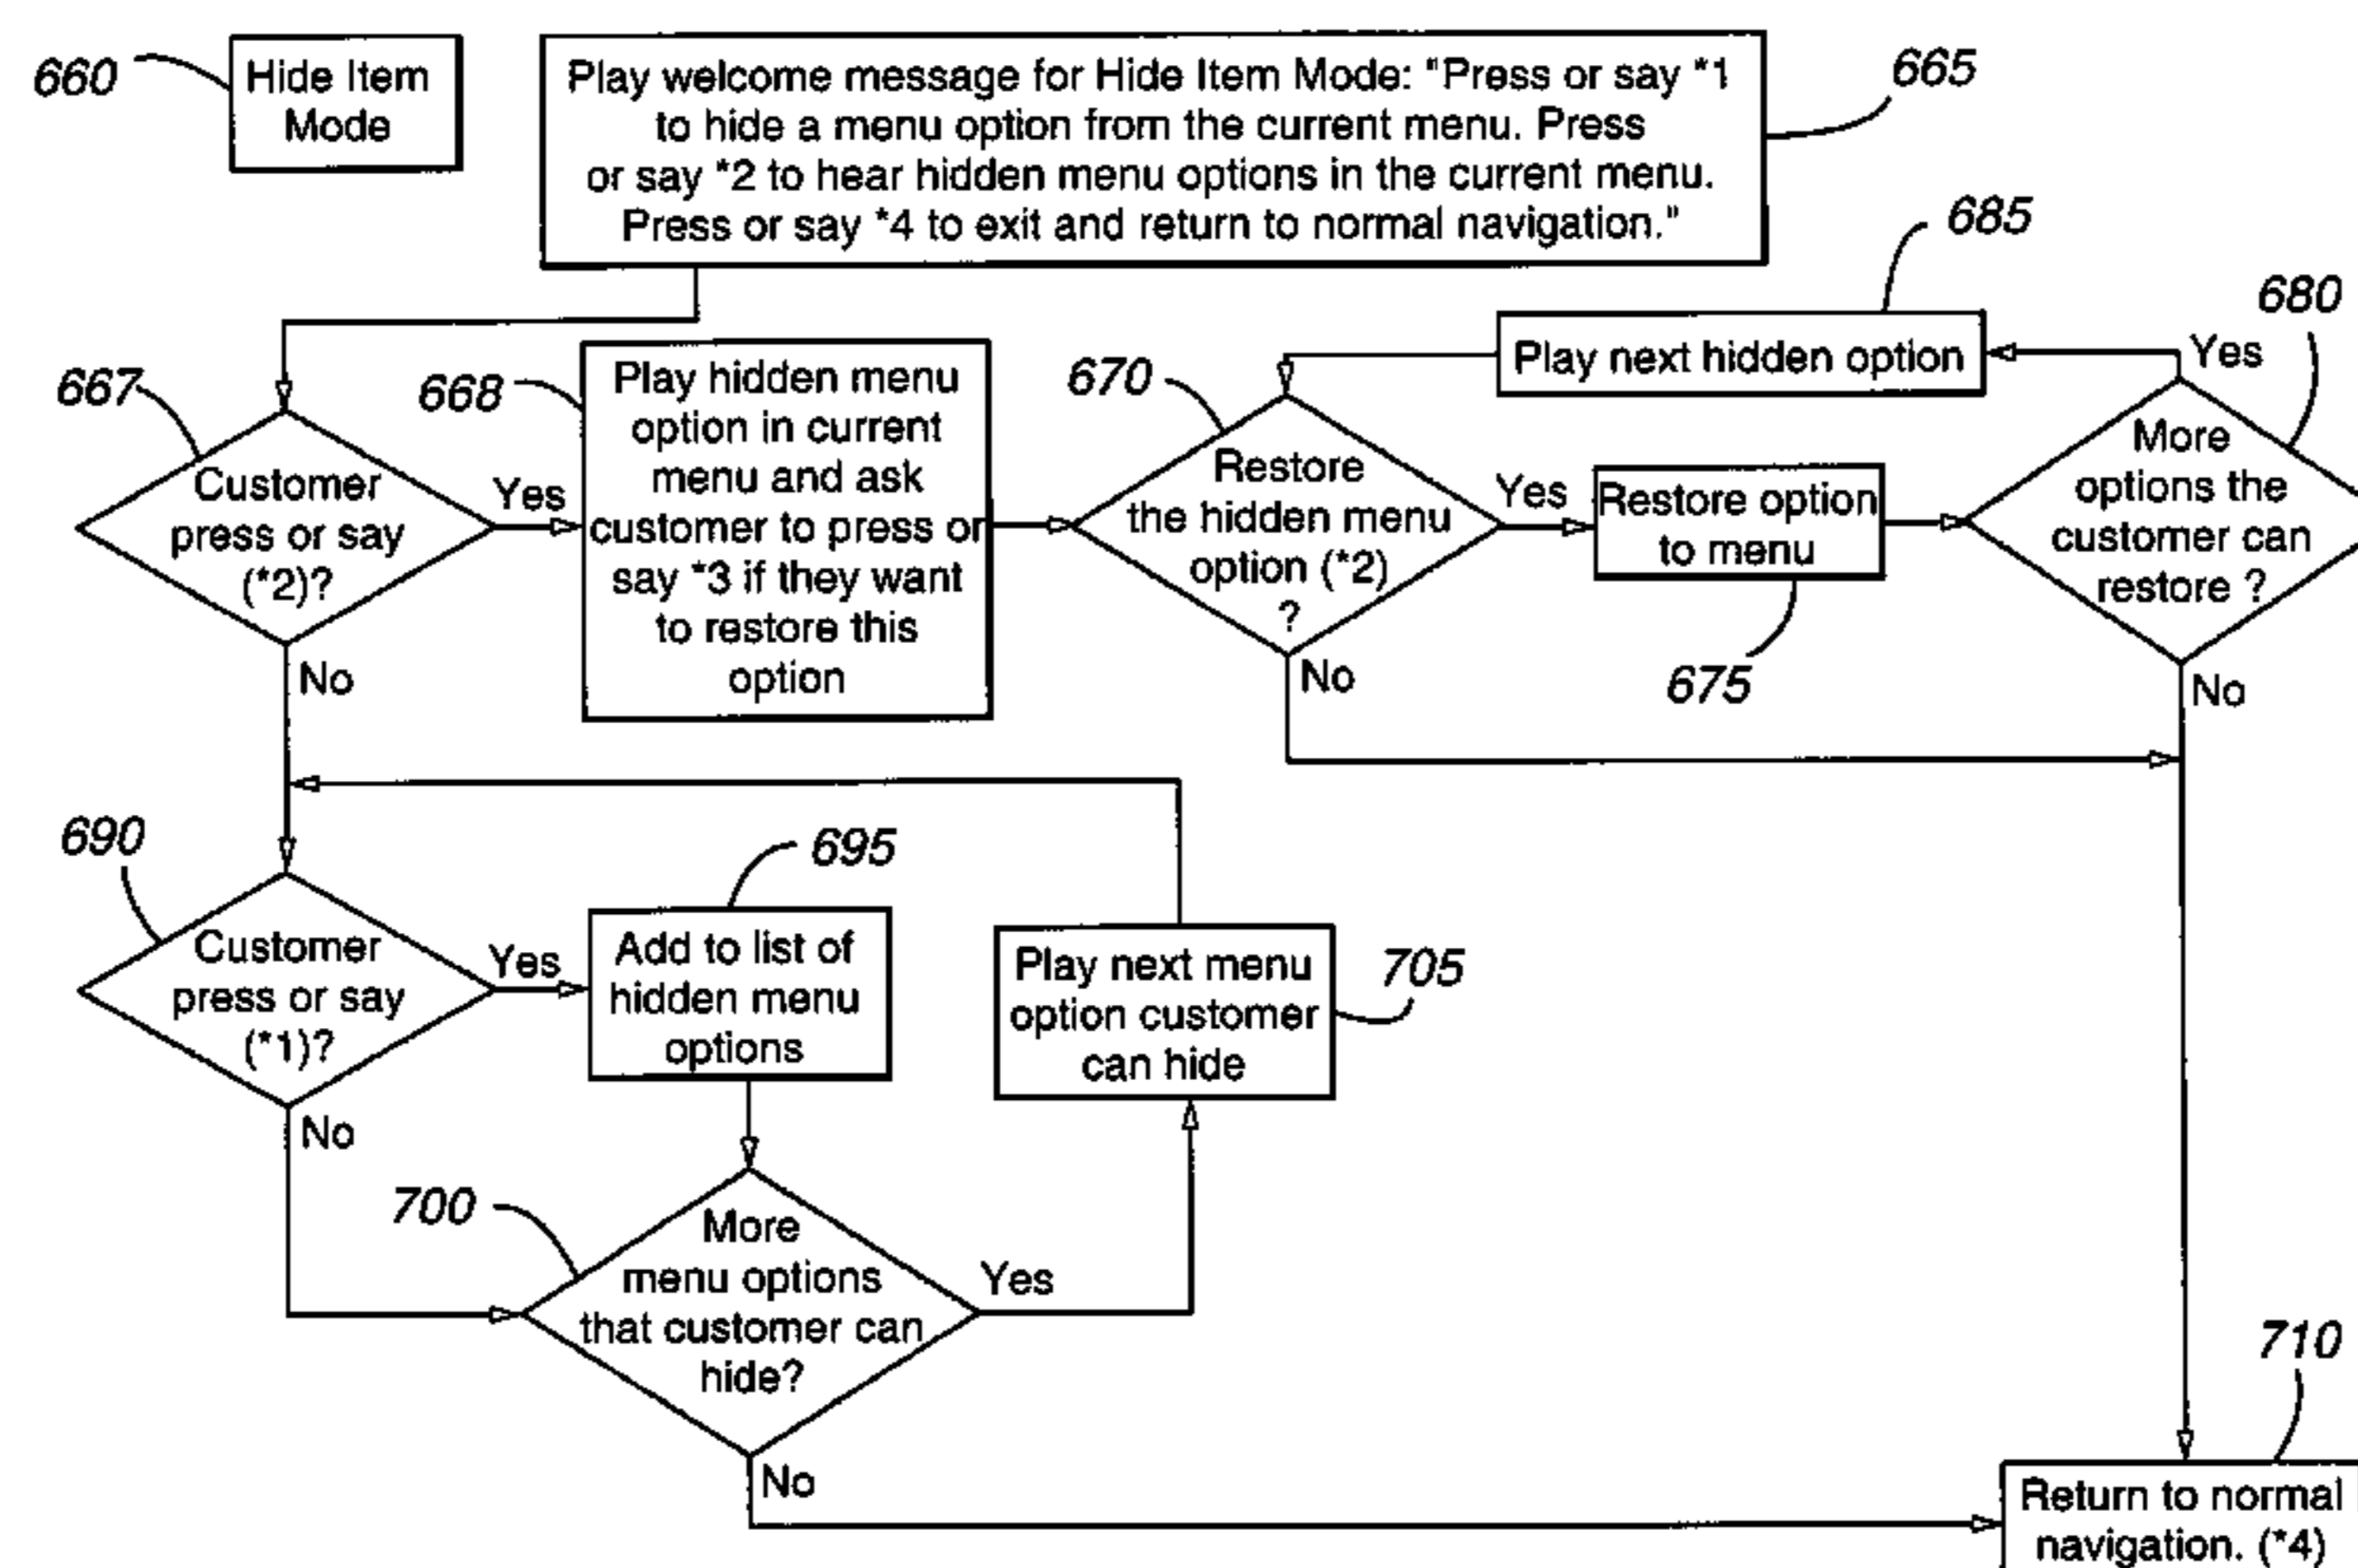 660
Hide Item
Mode
Play welcome message for Hide Item Mode: "Press or say *1
to hide a menu option from the current menu. Press
or say *2 to hear hidden menu options in the current menu.
Press or say *4 to exit and return to normal navigation."
665
685
680
Play next hidden option
Yes
667
668
Play hidden menu
option in current
menu and ask
customer to press or
say *3 if they want
to restore this
option
670
Customer
press or say
(*2)?
Yes
No
Restore
the hidden menu
option (*2)
?
Yes
No
Restore option
to menu
675
More
options the
customer can
restore ?
No
690
Customer
press or say
(*1)?
Yes
No
695
Add to list of
hidden menu
options
Play next menu
option customer
can hide
705
700
More
menu options
that customer can
hide?
Yes
No
710
Return to normal
navigation. (*4)